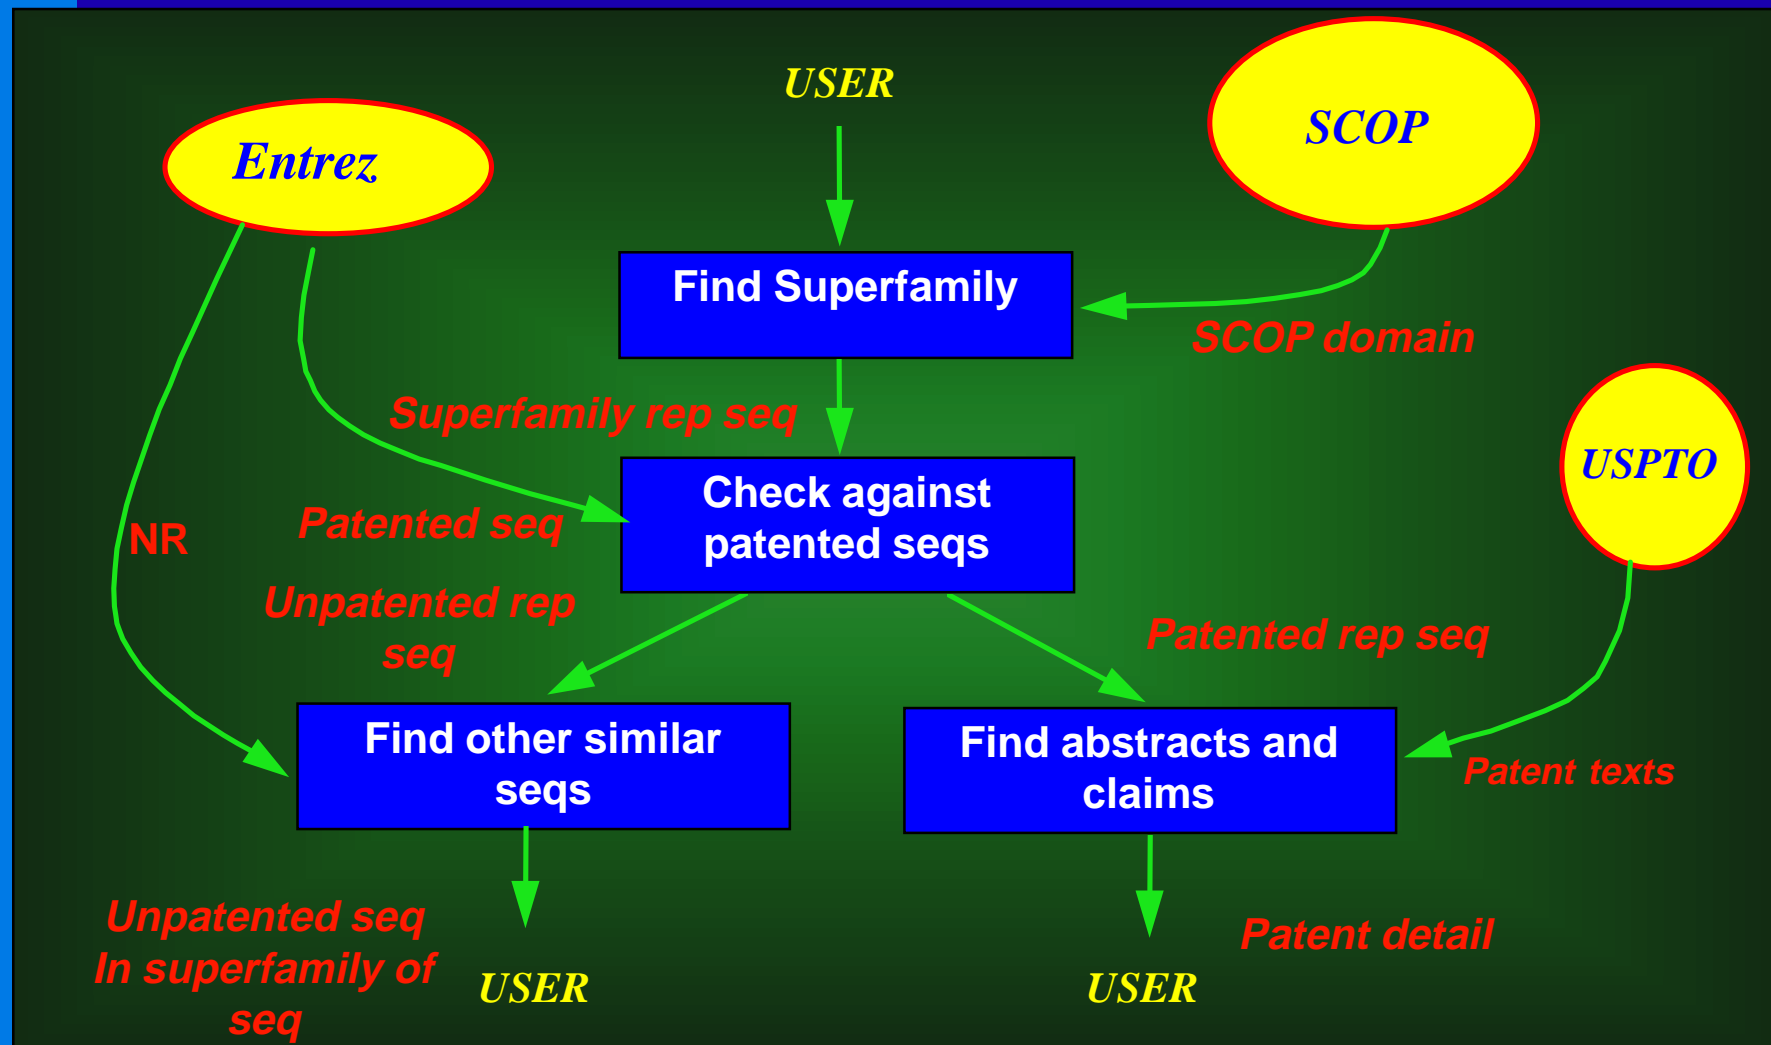 USER
SCOP
Entrez
Find Superfamily
SCOP domain
Superfamily rep seq
USPTO
Check against
patented seqs
Patented seq
NR
Unpatented rep
seq
Patented rep seq
Find other similar
seqs
Find abstracts and
claims
Patent texts
Unpatented seq
In superfamily of
seq
USER
Patent detail
USER